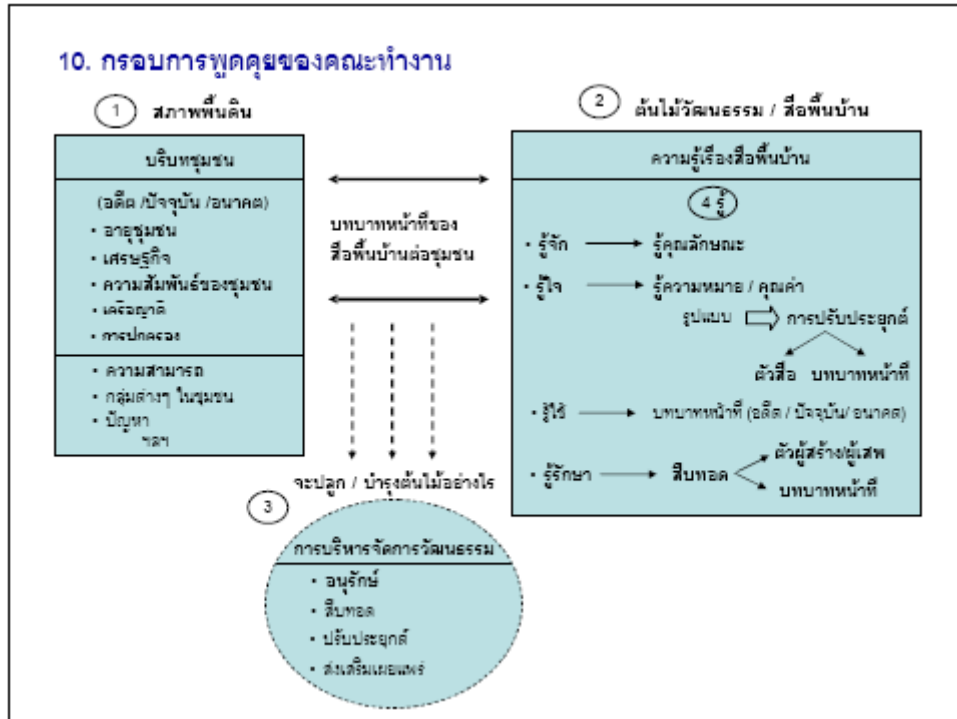 10. กรอบการพูดคุยของคณะทำงาน
1 สภาพพื้นดิน
บริบทชุมชน
(อดีต /ปัจจุบัน /อนาคต)
• อายุชุมชน
• เศรษฐกิจ
• ความสัมพันธ์ของชุมชน
• เครือญาติ
• การปกครอง
• ความสามารถ
• กลุ่มต่างๆ ในชุมชน
• ปัญหา
ฯลฯ
บทบาทหน้าที่ของ
สื่อพื้นบ้านต่อชุมชน
2 ต้นไม้วัฒนธรรม / สื่อพื้นบ้าน
ความรู้เรื่องสื่อพื้นบ้าน
4 รู้
• รู้จัก รู้คุณลักษณะ
• รู้ใจ รู้ความหมาย / คุณค่า
รูปแบบ การปรับประยุกต์
ตัวสื่อ บทบาทหน้าที่
• รู้ใช้ บทบาทหน้าที่ (อดีต / ปัจจุบัน/ อนาคต)
• รู้รักษา สืบทอด ตัวผู้สร้าง/ผู้เสพ
บทบาทหน้าที่
จะปลูก / บำรุงต้นไม้อย่างไร
3
การบริหารจัดการวัฒนธรรม
• อนุรักษ์
• สืบทอด
• ปรับประยุกต์
• ส่งเสริมเผยแพร่